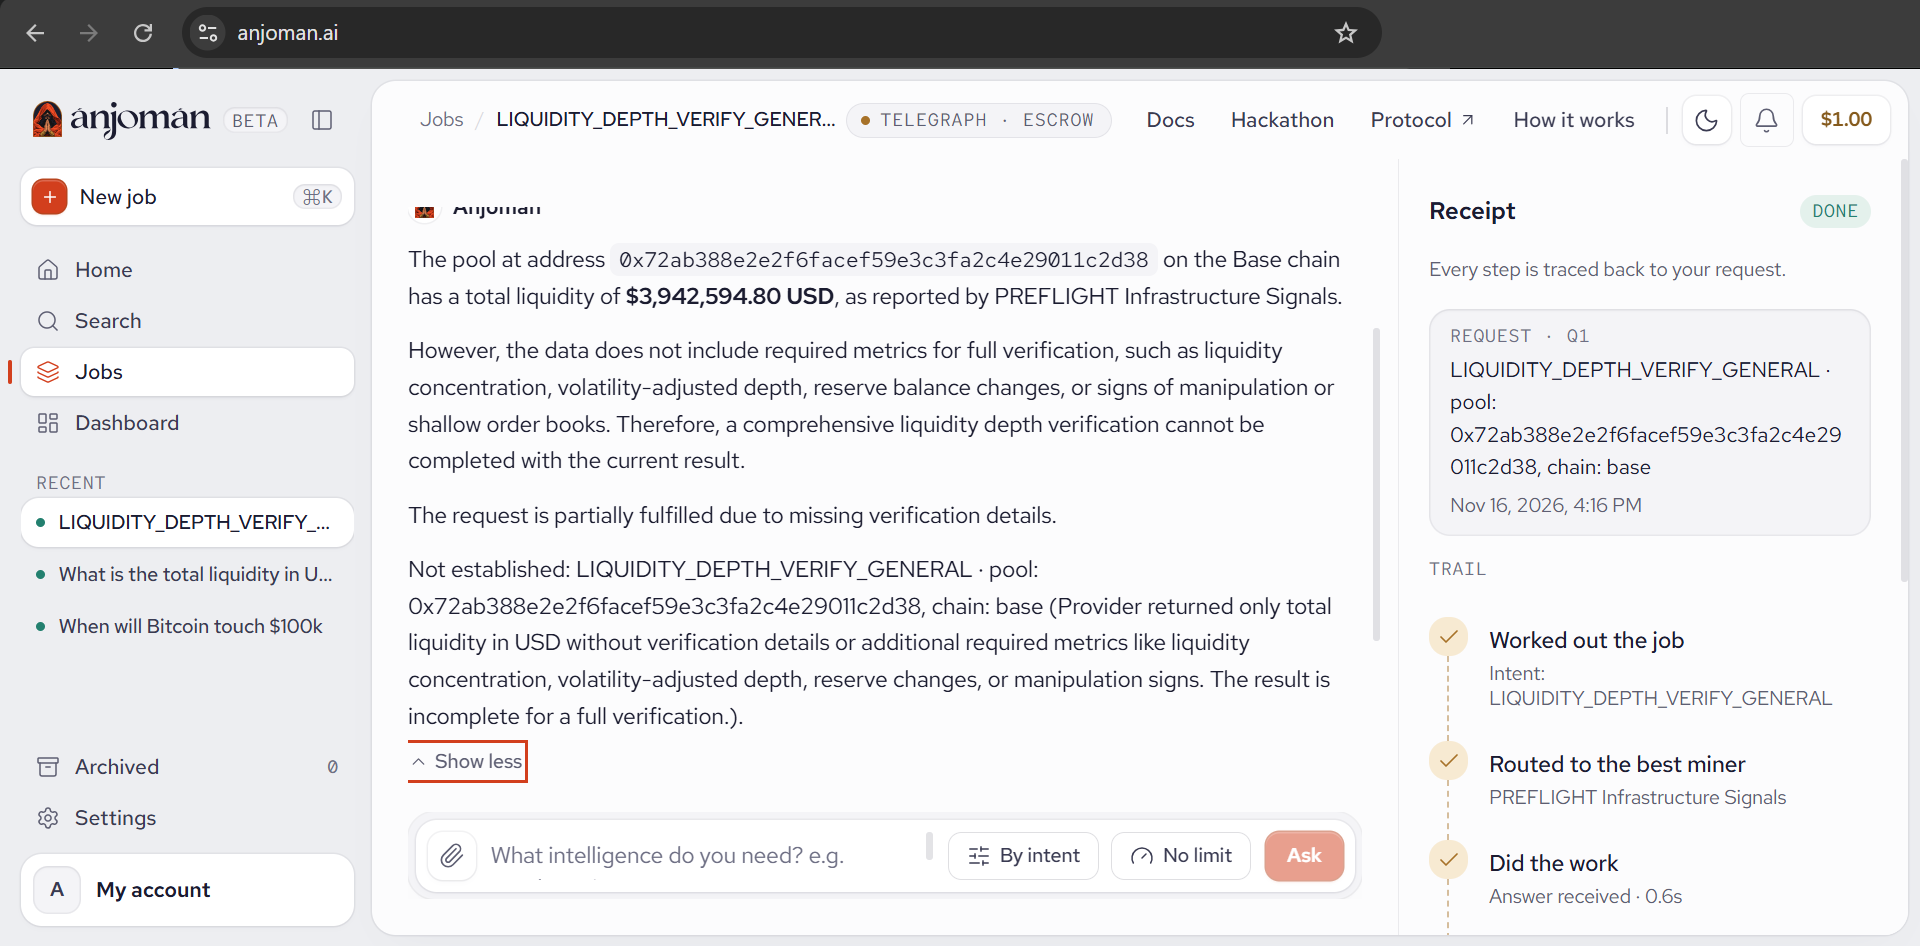 anjoman.ai
ánjomán BETA
New job ⌘K
Home
Search
Jobs
Dashboard
RECENT
LIQUIDITY_DEPTH_VERIFY_...
What is the total liquidity in U...
When will Bitcoin touch $100k
Archived 0
Settings
A My account
Jobs / LIQUIDITY_DEPTH_VERIFY_GENER... TELEGRAPH · ESCROW Docs Hackathon Protocol ↗ How it works $1.00
Anjoman
The pool at address 0x72ab388e2e2f6facef59e3c3fa2c4e29011c2d38 on the Base chain
has a total liquidity of $3,942,594.80 USD, as reported by PREFLIGHT Infrastructure Signals.
However, the data does not include required metrics for full verification, such as liquidity
concentration, volatility-adjusted depth, reserve balance changes, or signs of manipulation or
shallow order books. Therefore, a comprehensive liquidity depth verification cannot be
completed with the current result.
The request is partially fulfilled due to missing verification details.
Not established: LIQUIDITY_DEPTH_VERIFY_GENERAL · pool:
0x72ab388e2e2f6facef59e3c3fa2c4e29011c2d38, chain: base (Provider returned only total
liquidity in USD without verification details or additional required metrics like liquidity
concentration, volatility-adjusted depth, reserve changes, or manipulation signs. The result is
incomplete for a full verification.).
Show less
What intelligence do you need? e.g.
By intent
No limit
Ask
Receipt DONE
Every step is traced back to your request.
REQUEST · Q1
LIQUIDITY_DEPTH_VERIFY_GENERAL ·
pool:
0x72ab388e2e2f6facef59e3c3fa2c4e29
011c2d38, chain: base
Nov 16, 2026, 4:16 PM
TRAIL
Worked out the job
Intent:
LIQUIDITY_DEPTH_VERIFY_GENERAL
Routed to the best miner
PREFLIGHT Infrastructure Signals
Did the work
Answer received · 0.6s